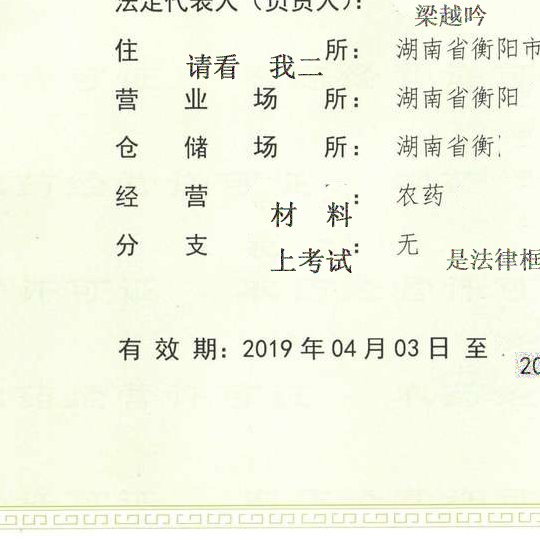 法定代表人（负责人）： 梁越吟
住 所： 湖南省衡阳市
请看 我二
营 业 场 所： 湖南省衡阳
仓 储 场 所： 湖南省衡
经 营 ： 农药
材 料
分 支 ： 无
上考试 是法律框
有 效 期：2019 年 04 月 03 日 至 20